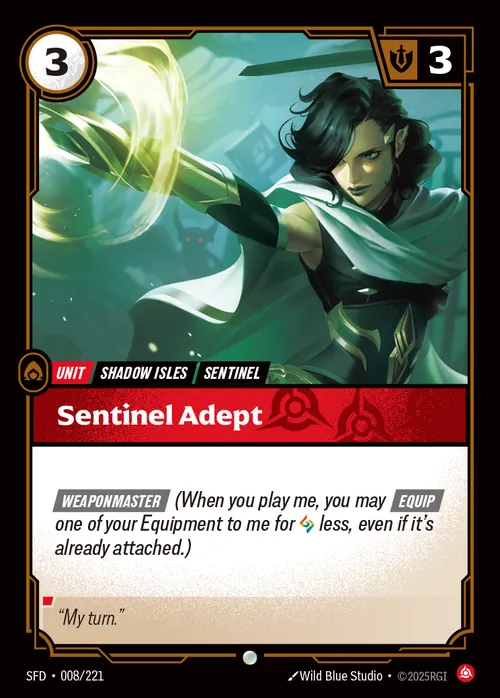 3
3
UNIT SHADOW ISLES SENTINEL
Sentinel Adept
WEAPONMASTER (When you play me, you may EQUIP
one of your Equipment to me for less, even if it's
already attached.)
“My turn.”
SFD • 008/221
Wild Blue Studio • ©2025RGI